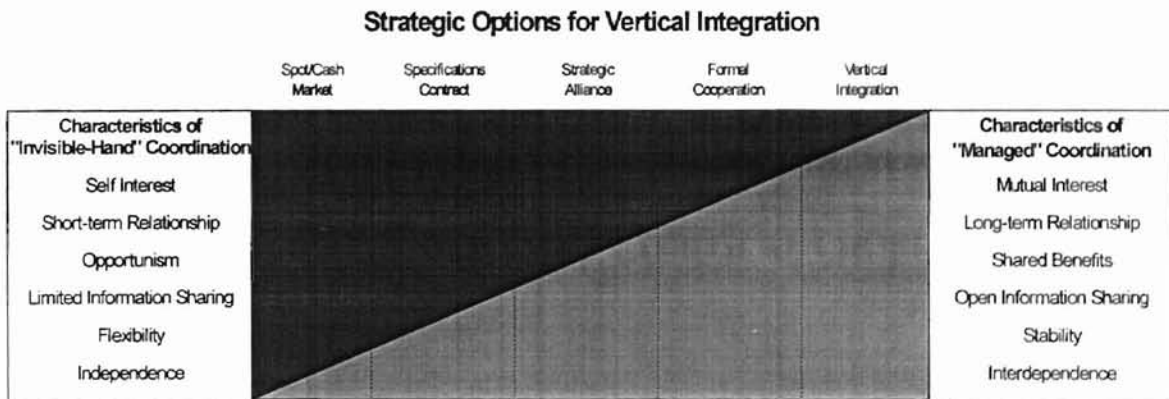 Strategic Options for Vertical Integration
Spot/Cash
Market
Specifications
Contract
Strategic
Alliance
Formal
Cooperation
Vertical
Integration
Characteristics of
"Invisible-Hand" Coordination
Self Interest
Short-term Relationship
Opportunism
Limited Information Sharing
Flexibility
Independence
Characteristics of
"Managed" Coordination
Mutual Interest
Long-term Relationship
Shared Benefits
Open Information Sharing
Stability
Interdependence